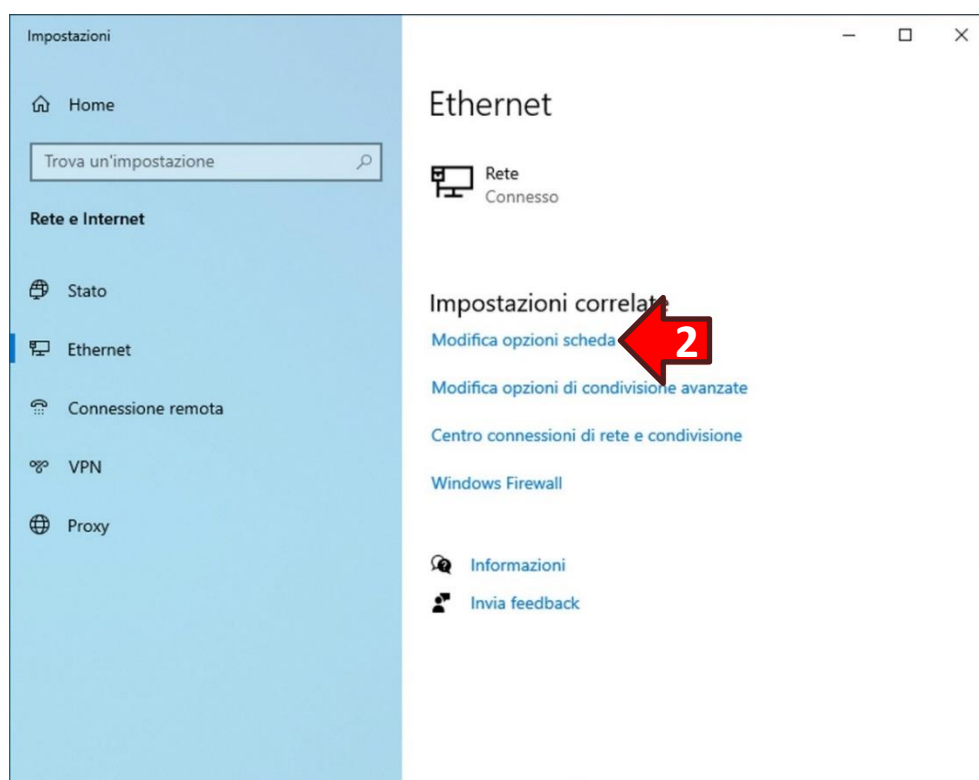 Impostazioni
Home
Trova un'impostazione
Rete e Internet
Stato
Ethernet
Connessione remota
VPN
Proxy
Ethernet
Rete
Connesso
Impostazioni correlate
Modifica opzioni scheda
2
Modifica opzioni di condivisione avanzate
Centro connessioni di rete e condivisione
Windows Firewall
Informazioni
Invia feedback